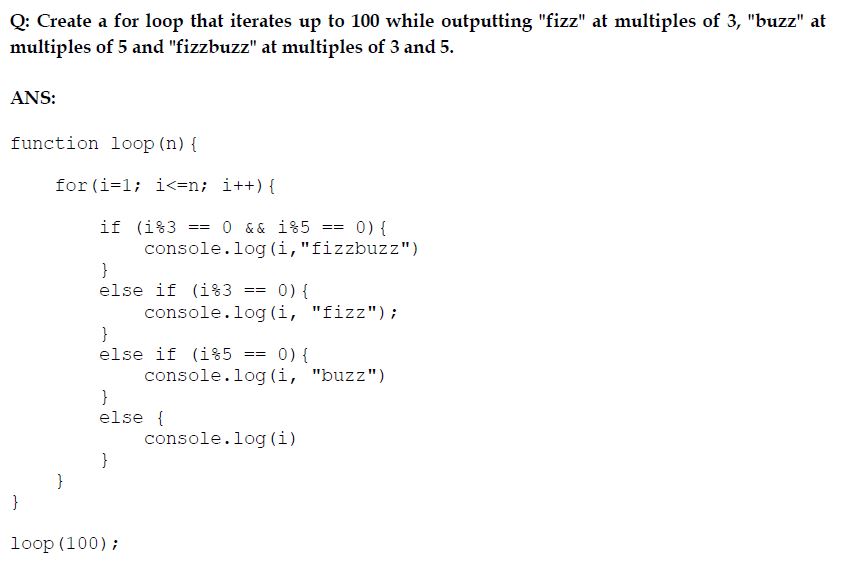 Q: Create a for loop that iterates up to 100 while outputting "fizz" at multiples of 3, "buzz" at
multiples of 5 and "fizzbuzz" at multiples of 3 and 5.
ANS:
function loop(n){
for(i=1; i<=n; i++){
if (i%3 == 0 && i%5 == 0){
console.log(i,"fizzbuzz")
}
else if (i%3 == 0){
console.log(i, "fizz");
}
else if (i%5 == 0){
console.log(i, "buzz")
}
else {
console.log(i)
}
}
}
loop(100);